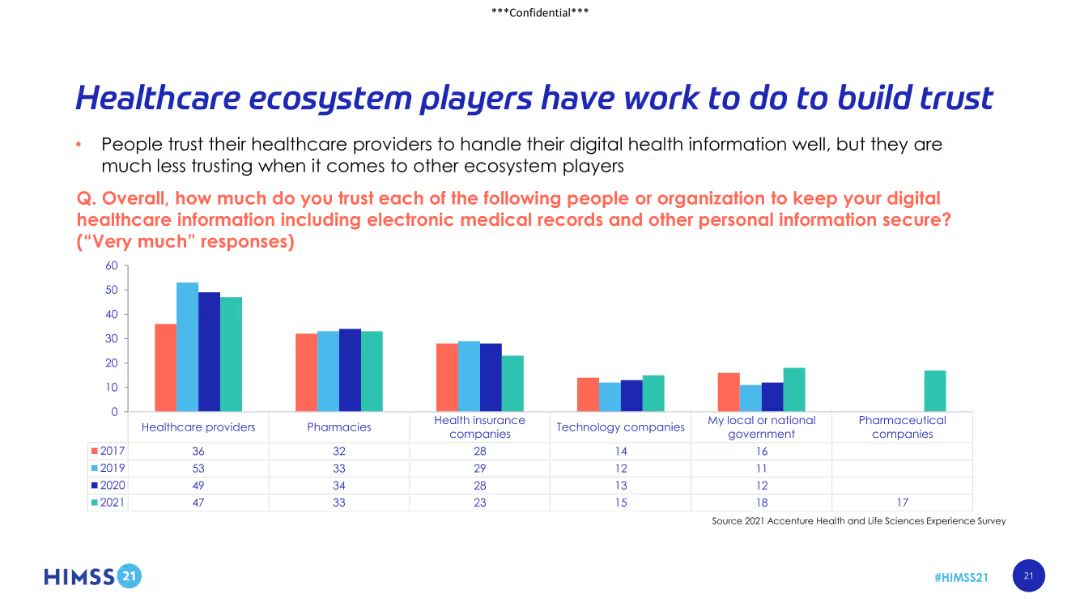 ***Confidential***
Healthcare ecosystem players have work to do to build trust
• People trust their healthcare providers to handle their digital health information well, but they are
much less trusting when it comes to other ecosystem players
Q. Overall, how much do you trust each of the following people or organization to keep your digital
healthcare information including electronic medical records and other personal information secure?
(“Very much” responses)
60
50
40
30
20
10
0
Healthcare providers Pharmacies Health insurance companies Technology companies My local or national government Pharmaceutical companies
2017 36 32 28 14 16
2019 53 33 29 12 11
2020 49 34 28 13 12
2021 47 33 23 15 18 17
Source 2021 Accenture Health and Life Sciences Experience Survey
HIMSS 21
#HIMSS21
21